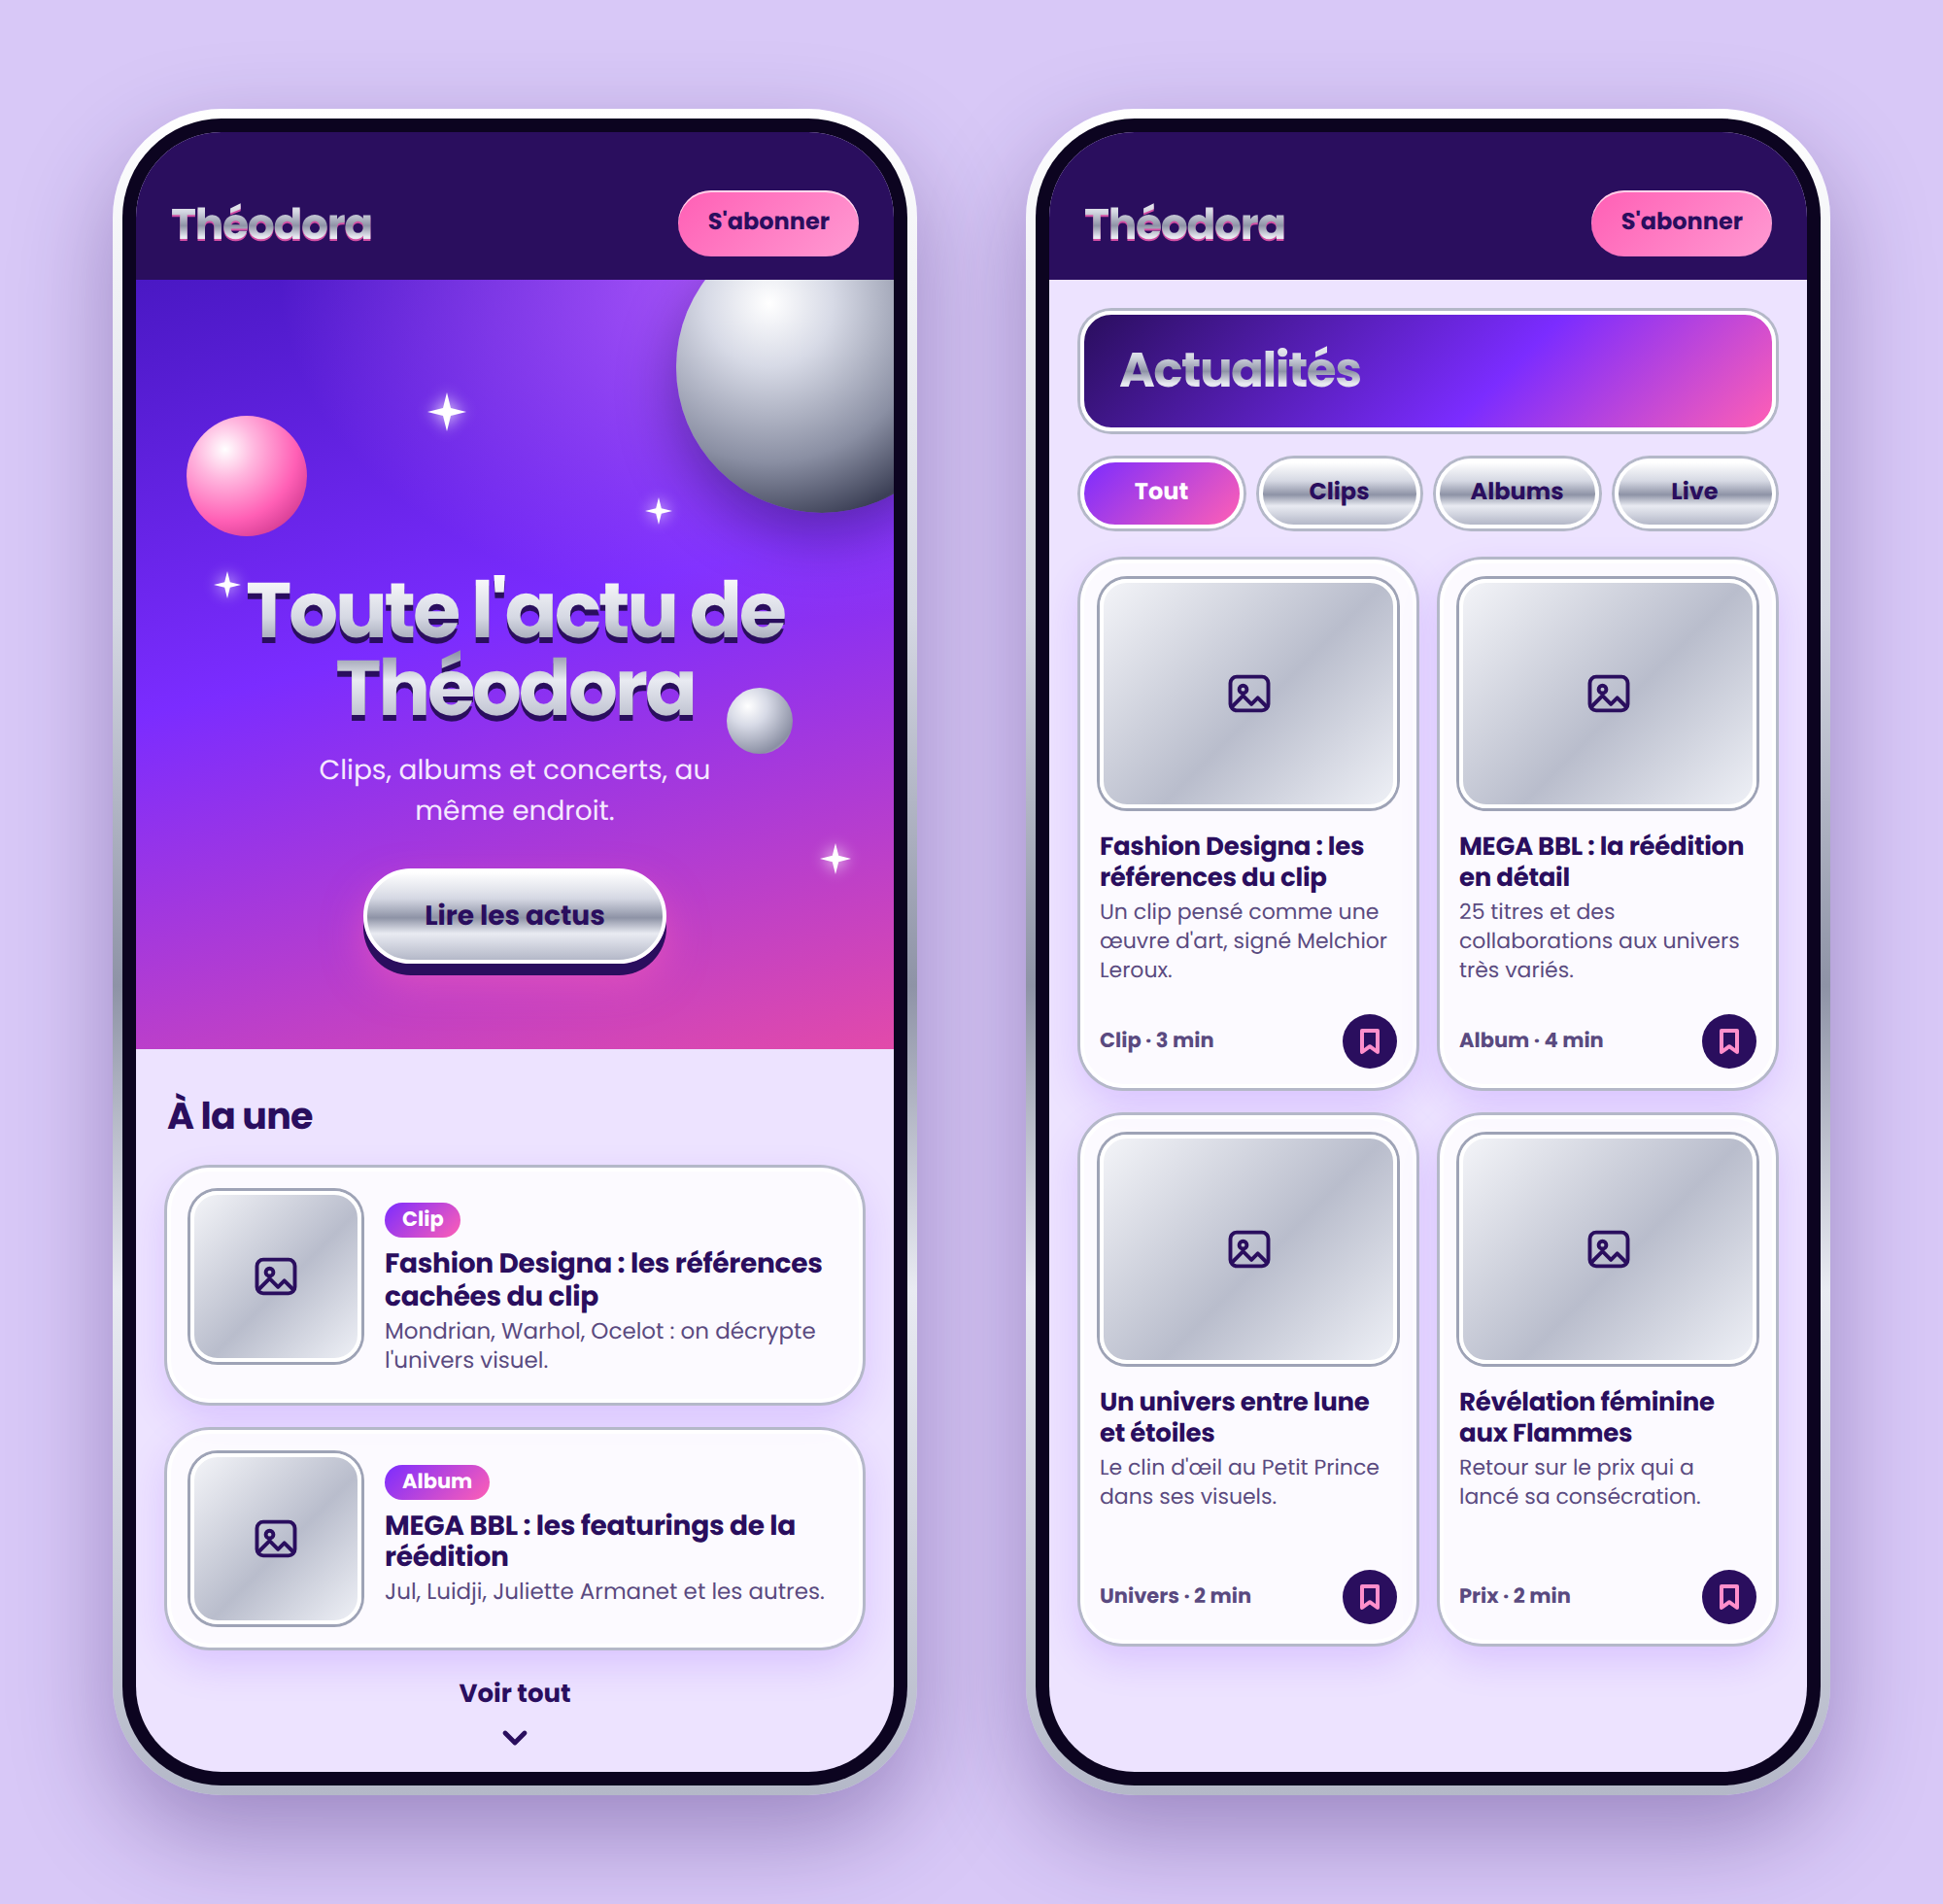 Théodora
S'abonner
Toute l'actu de
Théodora
Clips, albums et concerts, au
même endroit.
Lire les actus
À la une
Clip
Fashion Designa : les références
cachées du clip
Mondrian, Warhol, Ocelot : on décrypte
l'univers visuel.
Album
MEGA BBL : les featurings de la
réédition
Jul, Luidji, Juliette Armanet et les autres.
Voir tout
Théodora
S'abonner
Actualités
Tout
Clips
Albums
Live
Fashion Designa : les
références du clip
Un clip pensé comme une
œuvre d'art, signé Melchior
Leroux.
Clip · 3 min
MEGA BBL : la réédition
en détail
25 titres et des
collaborations aux univers
très variés.
Album · 4 min
Un univers entre lune
et étoiles
Le clin d'œil au Petit Prince
dans ses visuels.
Univers · 2 min
Révélation féminine
aux Flammes
Retour sur le prix qui a
lancé sa consécration.
Prix · 2 min